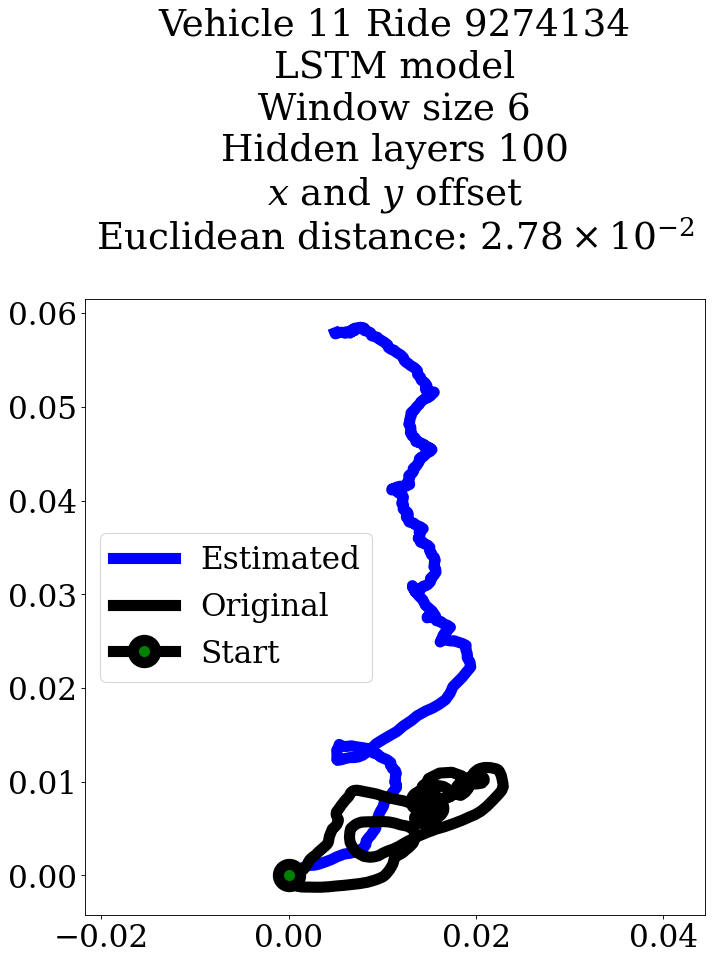 Vehicle 11 Ride 9274134
LSTM model
Window size 6
Hidden layers 100
x and y offset
Euclidean distance: 2.78 × 10⁻²
0.06
0.05
0.04
0.03
0.02
0.01
0.00
Estimated
Original
Start
−0.02 0.00 0.02 0.04